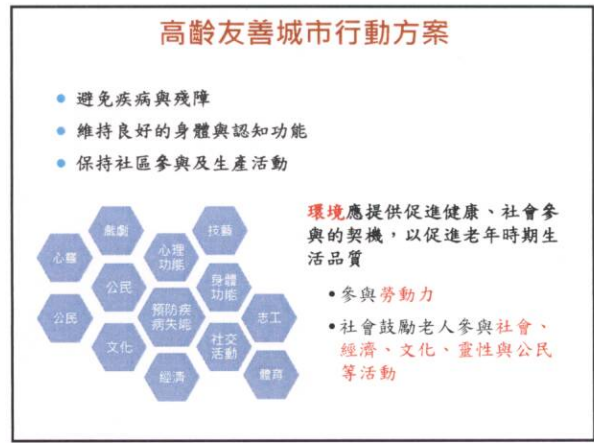 高齡友善城市行動方案
• 避免疾病與殘障
• 維持良好的身體與認知功能
• 保持社區參與及生產活動
戲劇
技藝
心靈
心理
功能
公民
身體
功能
公民
預防疾
病失能
志工
文化
社交
活動
經濟
體育
環境應提供促進健康、社會參
與的契機，以促進老年時期生
活品質
• 參與勞動力
• 社會鼓勵老人參與社會、
經濟、文化、靈性與公民
等活動